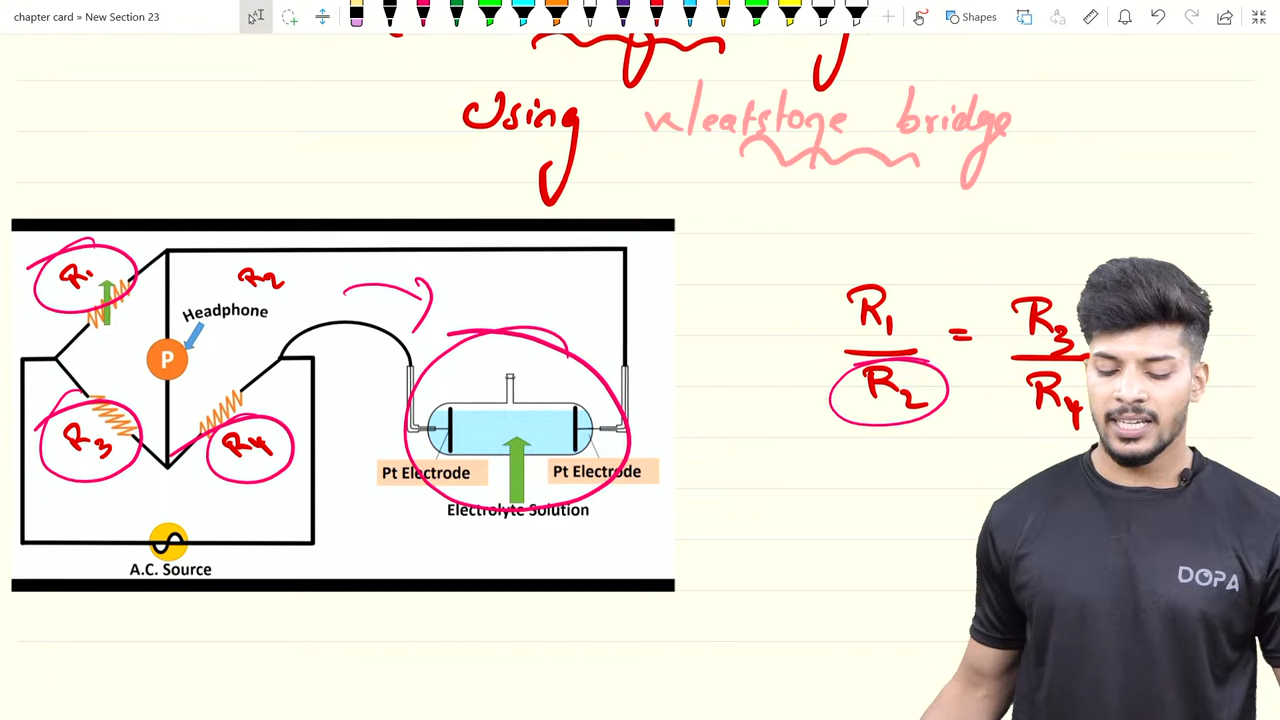 chapter card » New Section 23
Shapes
Using wleatstone bridge
R1
R2
Headphone
P
R3
R4
Pt Electrode
Pt Electrode
Electrolyte Solution
A.C. Source
R1 = R3
R2 R4
DOPA